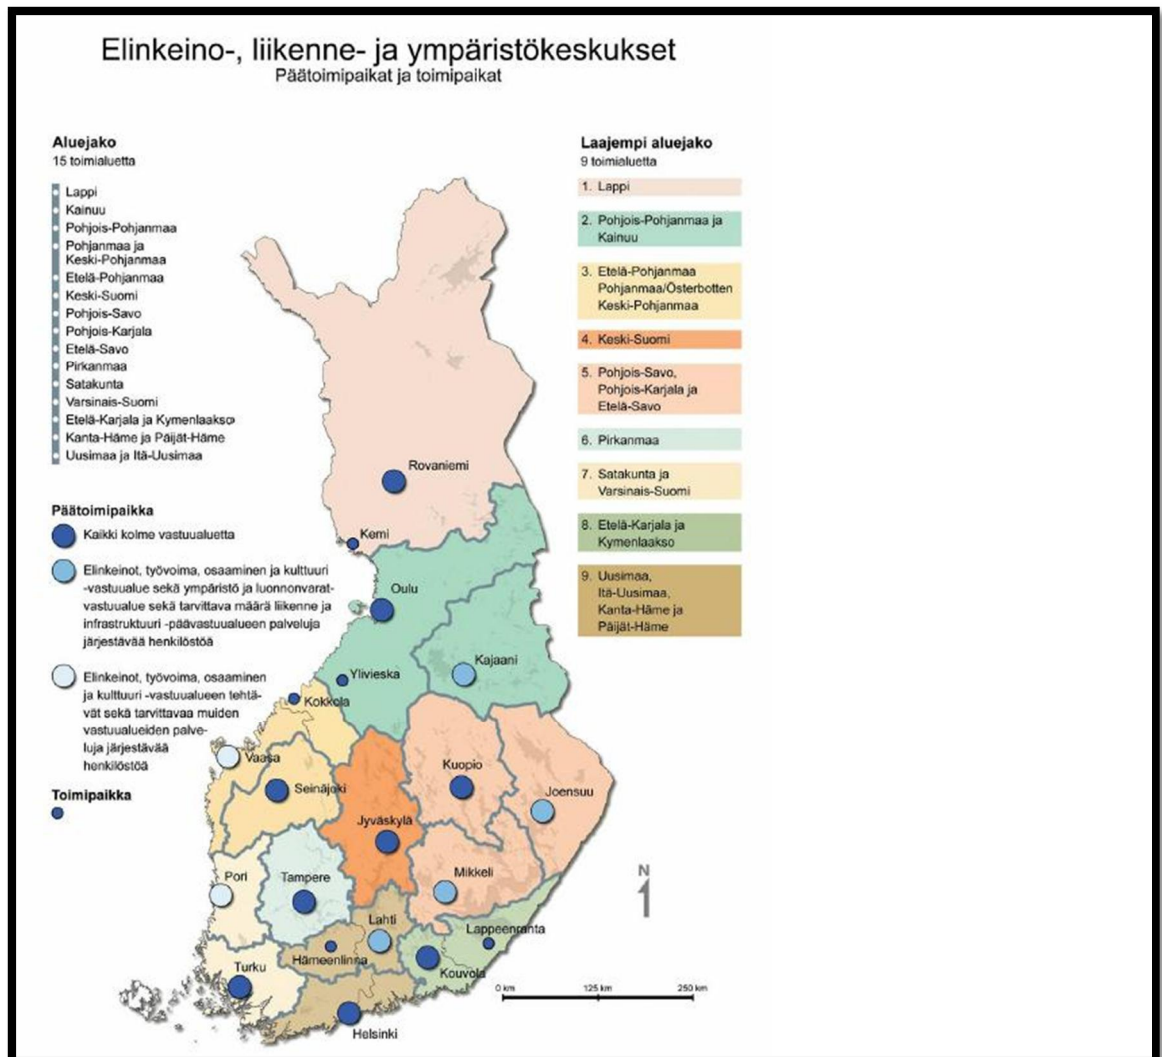 Elinkeino-, liikenne- ja ympäristökeskukset
Päätoimipaikat ja toimipaikat
Aluejako
15 toimialuetta
Lappi
Kainuu
Pohjois-Pohjanmaa
Pohjanmaa ja
Keski-Pohjanmaa
Etelä-Pohjanmaa
Keski-Suomi
Pohjois-Savo
Pohjois-Karjala
Etelä-Savo
Pirkanmaa
Satakunta
Varsinais-Suomi
Etelä-Karjala ja Kymenlaakso
Kanta-Häme ja Päijät-Häme
Uusimaa ja Itä-Uusimaa
Päätoimipaikka
Kaikki kolme vastuualuetta
Elinkeinot, työvoima, osaaminen ja kulttuuri
-vastuualue sekä ympäristö ja luonnonvarat-
vastuualue sekä tarvittava määrä liikenne ja
infrastruktuuri -päävastuualueen palveluja
järjestävää henkilöstöä
Elinkeinot, työvoima, osaaminen
ja kulttuuri -vastuualueen tehtä-
vät sekä tarvittavaa muiden
vastuualueiden palve-
luja järjestävää
henkilöstöä
Toimipaikka
Laajempi aluejako
9 toimialuetta
1. Lappi
2. Pohjois-Pohjanmaa ja
Kainuu
3. Etelä-Pohjanmaa
Pohjanmaa/Österbotten
Keski-Pohjanmaa
4. Keski-Suomi
5. Pohjois-Savo,
Pohjois-Karjala ja
Etelä-Savo
6. Pirkanmaa
7. Satakunta ja
Varsinais-Suomi
8. Etelä-Karjala ja
Kymenlaakso
9. Uusimaa,
Itä-Uusimaa,
Kanta-Häme ja
Päijät-Häme
Rovaniemi
Kemi
Oulu
Kajaani
Ylivieska
Kokkola
Vaasa
Seinäjoki
Kuopio
Joensuu
Jyväskylä
Mikkeli
Pori
Tampere
Lahti
Lappeenranta
Hämeenlinna
Kouvola
Turku
Helsinki
N
0 km 125 km 250 km